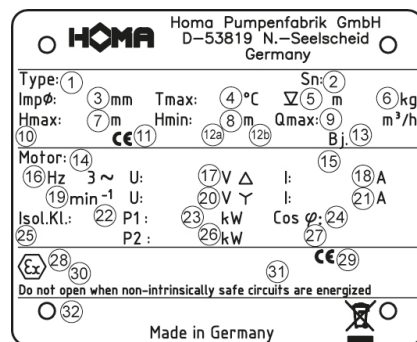 HOMA Homa Pumpenfabrik GmbH
D-53819 N.-Seelscheid
Germany
Type: 1 Sn: 2
Impø: 3 mm Tmax: 4 °C 5 m 6 kg
Hmax: 7 m Hmin: 8 m Qmax: 9 m³/h
10 CE 11 12a 12b Bj. 13
Motor: 14 15
16 Hz 3~ U: 17 V △ I: 18 A
19 min⁻¹ U: 20 V Y I: 21 A
Isol.Kl.: 22 P1: 23 kW Cos φ: 24
25 P2: 26 kW 27
Ex 28 CE 29
30 31
Do not open when non-intrinsically safe circuits are energized
32
Made in Germany